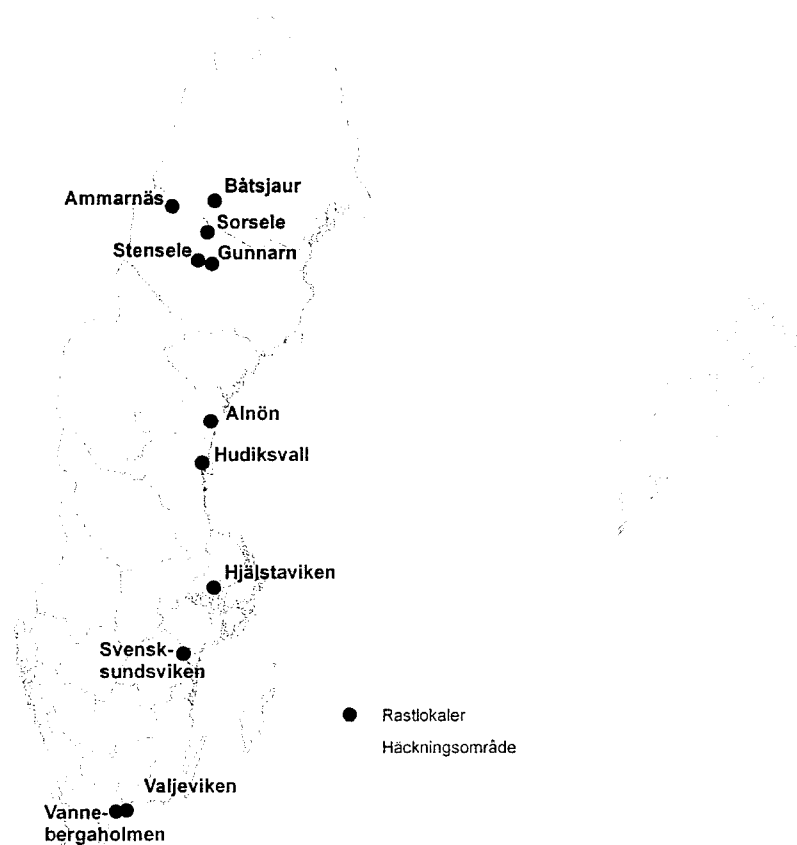 Båtsjaur
Ammarnäs
Sorsele
Stensele
Gunnarn
Alnön
Hudiksvall
Hjälstaviken
Svensk-
sundsviken
Rastlokaler
Häckningsområde
Valjeviken
Vanne-
bergaholmen